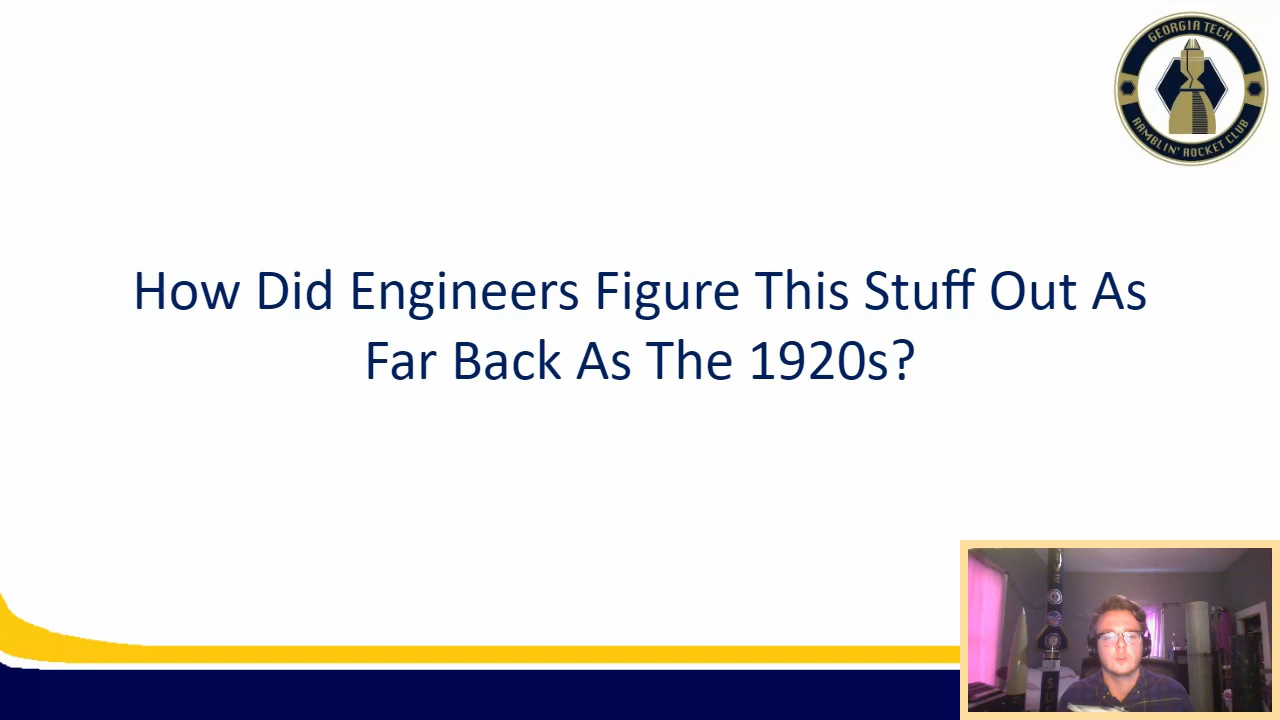 GEORGIA TECH
RAMBLIN' ROCKET CLUB
How Did Engineers Figure This Stuff Out As
Far Back As The 1920s?